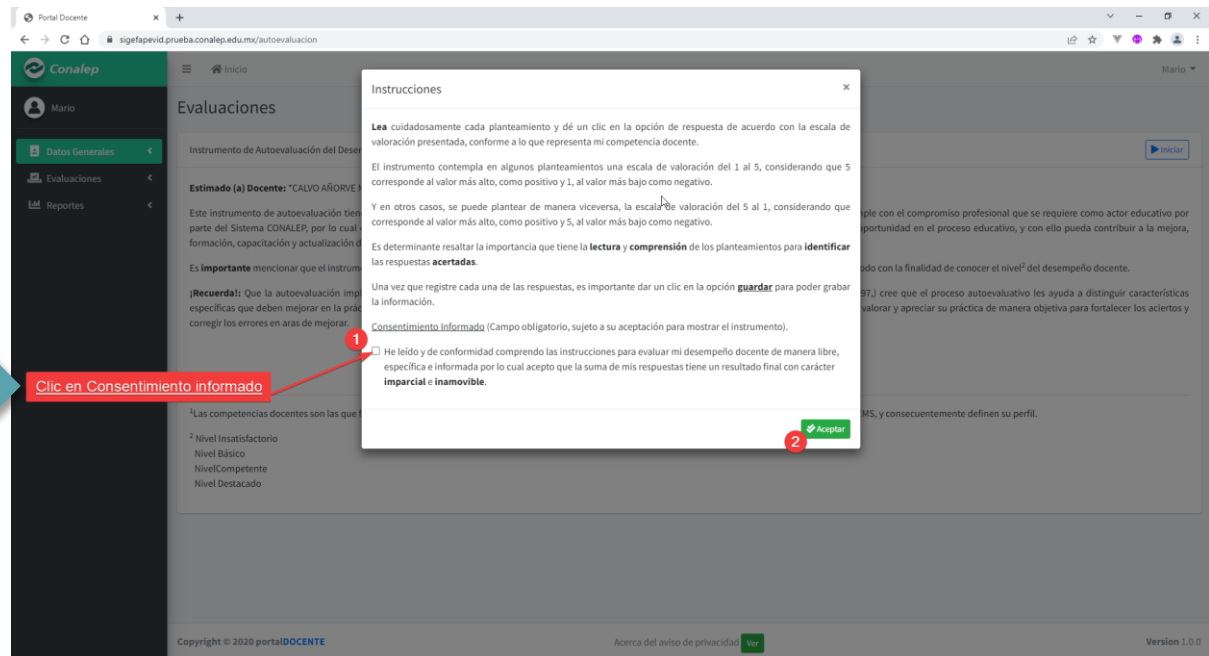 Portal Docente
sigefapevid.prueba.conalep.edu.mx/autoevaluacion
Conalep
Inicio
Mario
Mario
Datos Generales
Evaluaciones
Reportes
Evaluaciones
Instrumento de Autoevaluación del Deser
Iniciar
Estimado (a) Docente: "CALVO AÑORVE M
Este instrumento de autoevaluación tien
mple con el compromiso profesional que se requiere como actor educativo por
parte del Sistema CONALEP, por lo cual
oportunidad en el proceso educativo, y con ello pueda contribuir a la mejora,
formación, capacitación y actualización d
Es importante mencionar que el instrum
odo con la finalidad de conocer el nivel² del desempeño docente.
¡Recuerda!: Que la autoevaluación impl
97,) cree que el proceso autoevaluativo les ayuda a distinguir características
específicas que deben mejorar en la prác
valorar y apreciar su práctica de manera objetiva para fortalecer los aciertos y
corregir los errores en aras de mejorar.
¹Las competencias docentes son las que f
MS, y consecuentemente definen su perfil.
² Nivel Insatisfactorio
Nivel Básico
NivelCompetente
Nivel Destacado
Instrucciones
×
Lea cuidadosamente cada planteamiento y dé un clic en la opción de respuesta de acuerdo con la escala de
valoración presentada, conforme a lo que representa mi competencia docente.
El instrumento contempla en algunos planteamientos una escala de valoración del 1 al 5, considerando que 5
corresponde al valor más alto, como positivo y 1, al valor más bajo como negativo.
Y en otros casos, se puede plantear de manera viceversa, la escala de valoración del 5 al 1, considerando que
corresponde al valor más alto, como positivo y 5, al valor más bajo como negativo.
Es determinante resaltar la importancia que tiene la lectura y comprensión de los planteamientos para identificar
las respuestas acertadas.
Una vez que registre cada una de las respuestas, es importante dar un clic en la opción guardar para poder grabar
la información.
Consentimiento Informado (Campo obligatorio, sujeto a su aceptación para mostrar el instrumento).
1
He leído y de conformidad comprendo las instrucciones para evaluar mi desempeño docente de manera libre,
específica e informada por lo cual acepto que la suma de mis respuestas tiene un resultado final con carácter
imparcial e inamovible.
Clic en Consentimiento informado
Aceptar
2
Copyright © 2020 portalDOCENTE
Acerca del aviso de privacidad Ver
Version 1.0.0